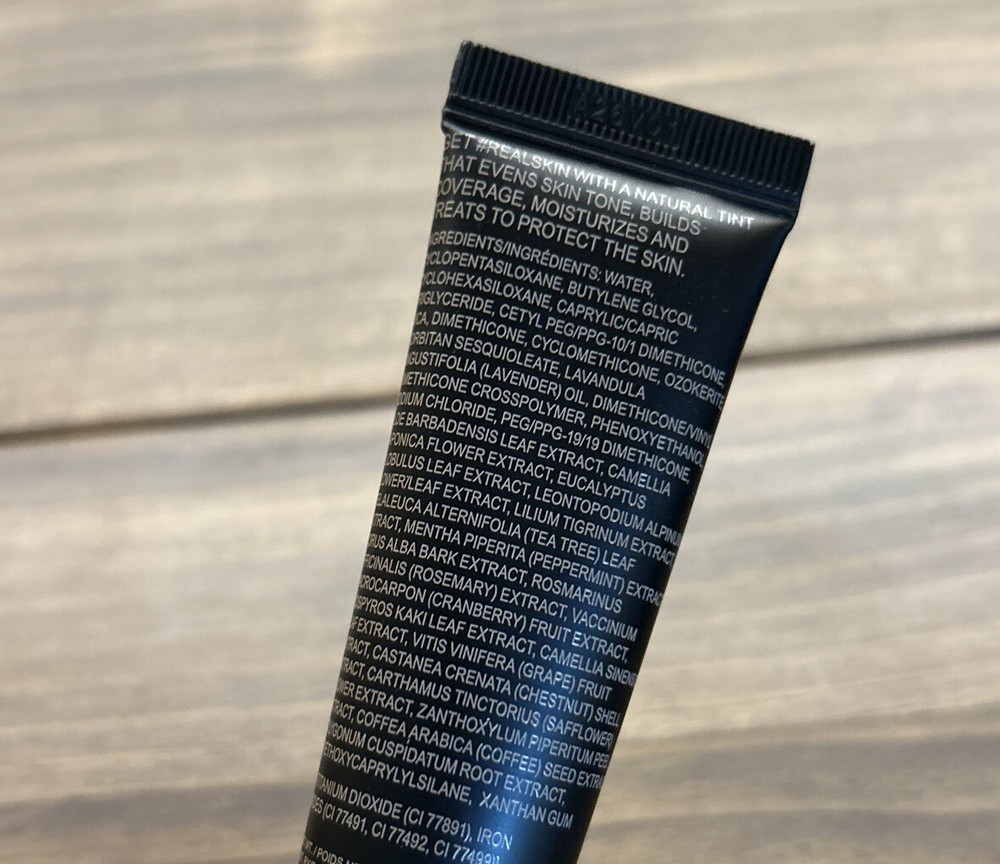 #REALSKIN WITH A NATURAL TINT
THAT EVENS SKIN TONE, BUILDS
COVERAGE, MOISTURIZES AND
TREATS TO PROTECT THE SKIN.
INGREDIENTS/INGRÉDIENTS: WATER,
CYCLOPENTASILOXANE, BUTYLENE GLYCOL,
CYCLOHEXASILOXANE, CAPRYLIC/CAPRIC
TRIGLYCERIDE, CETYL PEG/PPG-10/1 DIMETHICONE,
DIMETHICONE, CYCLOMETHICONE, OZOKERITE,
SORBITAN SESQUIOLEATE, LAVANDULA
ANGUSTIFOLIA (LAVENDER) OIL, DIMETHICONE/VINYL
DIMETHICONE CROSSPOLYMER, PHENOXYETHANOL,
SODIUM CHLORIDE, PEG/PPG-19/19 DIMETHICONE,
BARBADENSIS LEAF EXTRACT, CAMELLIA
JAPONICA FLOWER EXTRACT, EUCALYPTUS
GLOBULUS LEAF EXTRACT, LEONTOPODIUM ALPINUM
FLOWER/LEAF EXTRACT, LILIUM TIGRINUM EXTRACT,
MELALEUCA ALTERNIFOLIA (TEA TREE) LEAF
EXTRACT, MENTHA PIPERITA (PEPPERMINT) EXTRACT,
ALBA BARK EXTRACT, ROSMARINUS
OFFICINALIS (ROSEMARY) EXTRACT, VACCINIUM
MACROCARPON (CRANBERRY) FRUIT EXTRACT,
DIOSPYROS KAKI LEAF EXTRACT, CAMELLIA SINENSIS
LEAF EXTRACT, VITIS VINIFERA (GRAPE) FRUIT
EXTRACT, CASTANEA CRENATA (CHESTNUT) SHELL
EXTRACT, CARTHAMUS TINCTORIUS (SAFFLOWER)
FLOWER EXTRACT, ZANTHOXYLUM PIPERITUM PEEL
EXTRACT, COFFEA ARABICA (COFFEE) SEED EXTRACT,
POLYGONUM CUSPIDATUM ROOT EXTRACT,
TRIETHOXYCAPRYLYLSILANE, XANTHAN GUM
TITANIUM DIOXIDE (CI 77891), IRON
OXIDES (CI 77491, CI 77492, CI 77499)]